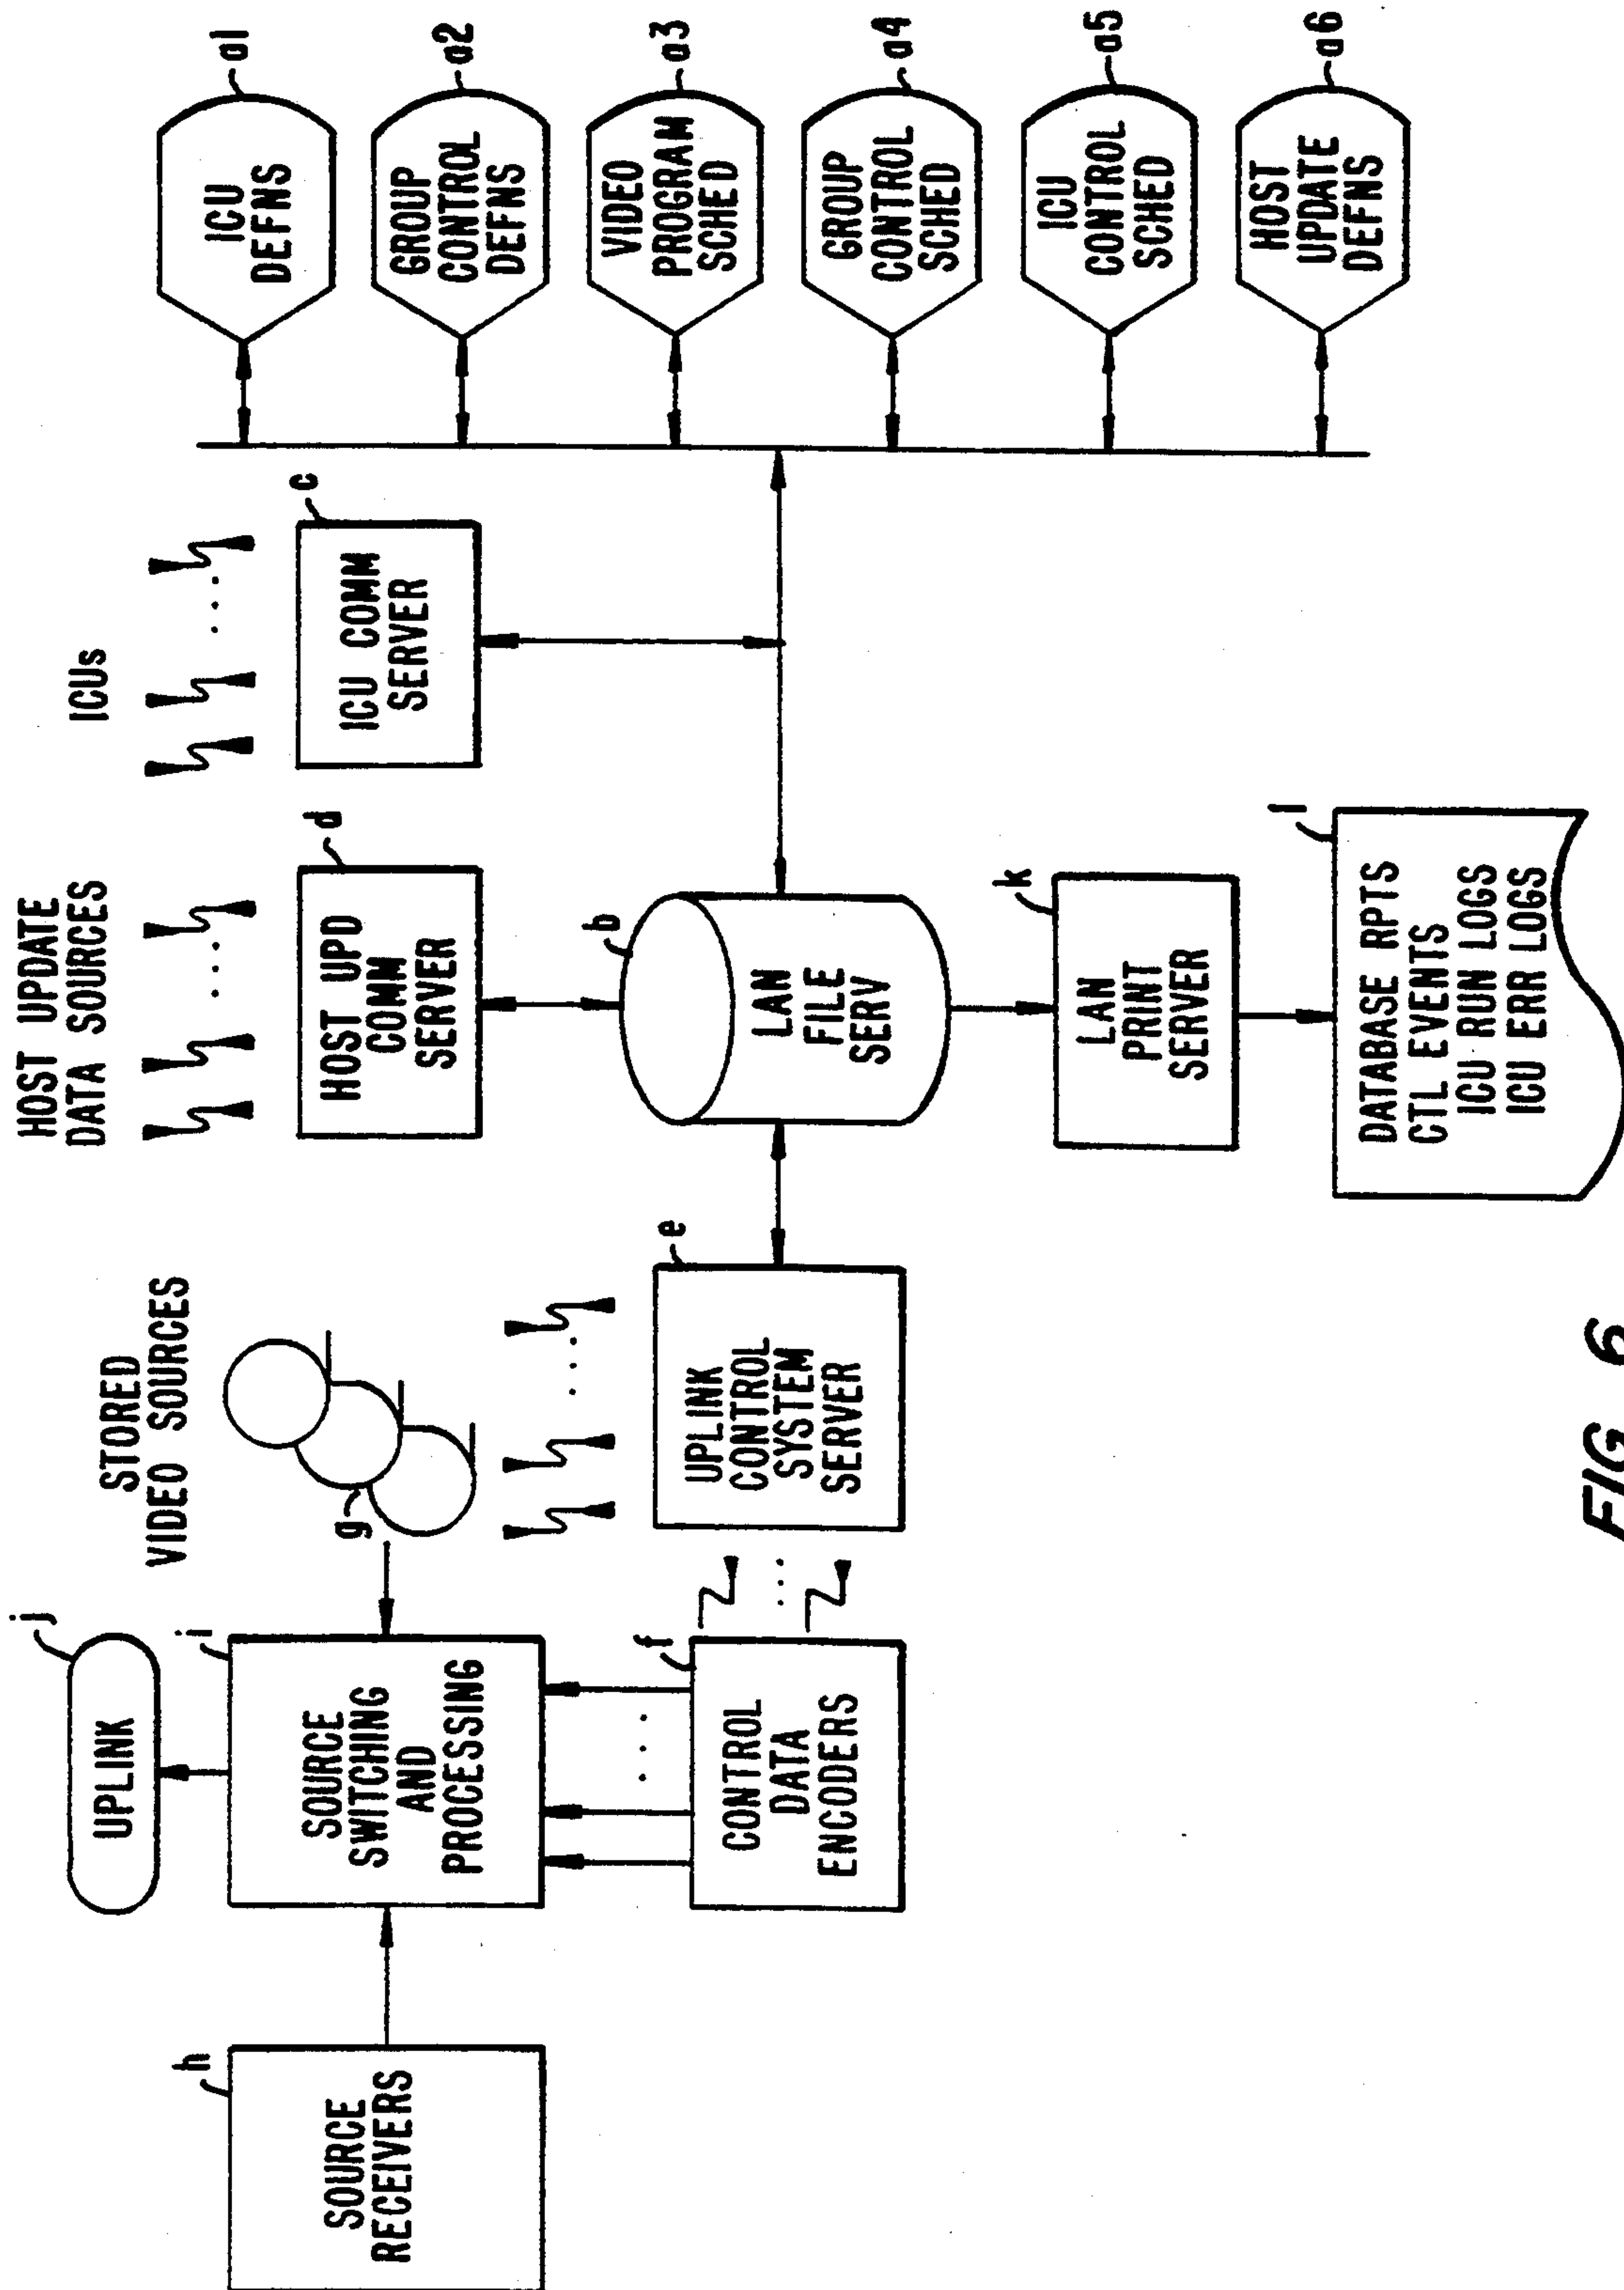 HOST UPDATE
DATA SOURCES
ICUs
STORED
VIDEO SOURCES
j
UPLINK
h
SOURCE
RECEIVERS
i
SOURCE
SWITCHING
AND
PROCESSING
g
d
HOST UPD
COMM
SERVER
c
ICU COMM
SERVER
f
CONTROL
DATA
ENCODERS
e
UPLINK
CONTROL
SYSTEM
SERVER
b
LAN
FILE
SERV
k
LAN
PRINT
SERVER
l
DATABASE RPTS
CTL EVENTS
ICU RUN LOGS
ICU ERR LOGS
a1
ICU
DEFNS
a2
GROUP
CONTROL
DEFNS
a3
VIDEO
PROGRAM
SCHED
a4
GROUP
CONTROL
SCHED
a5
ICU
CONTROL
SCHED
a6
HOST
UPDATE
DEFNS
FIG 6